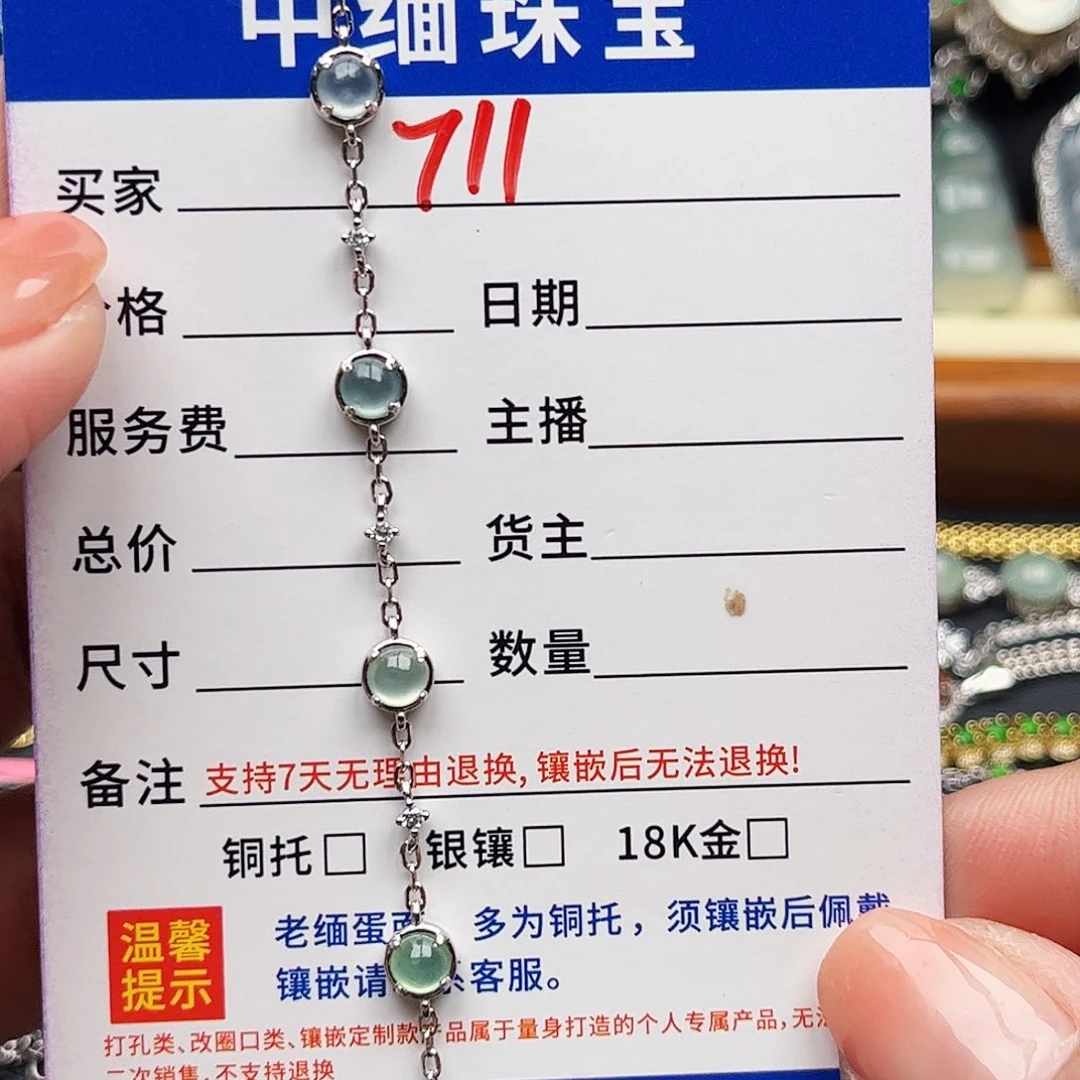 中缅珠宝
711
买家
格 日期
服务费 主播
总价 货主
尺寸 数量
备注 支持7天无理由退换,镶嵌后无法退换!
铜托 银镶 18K金
温馨提示
老缅蛋 多为铜托，须镶嵌后佩戴
镶嵌请 客服。
打孔类、改圈口类、镶嵌定制款 品属于量身打造的个人专属产品,无
二次销售,不支持退换